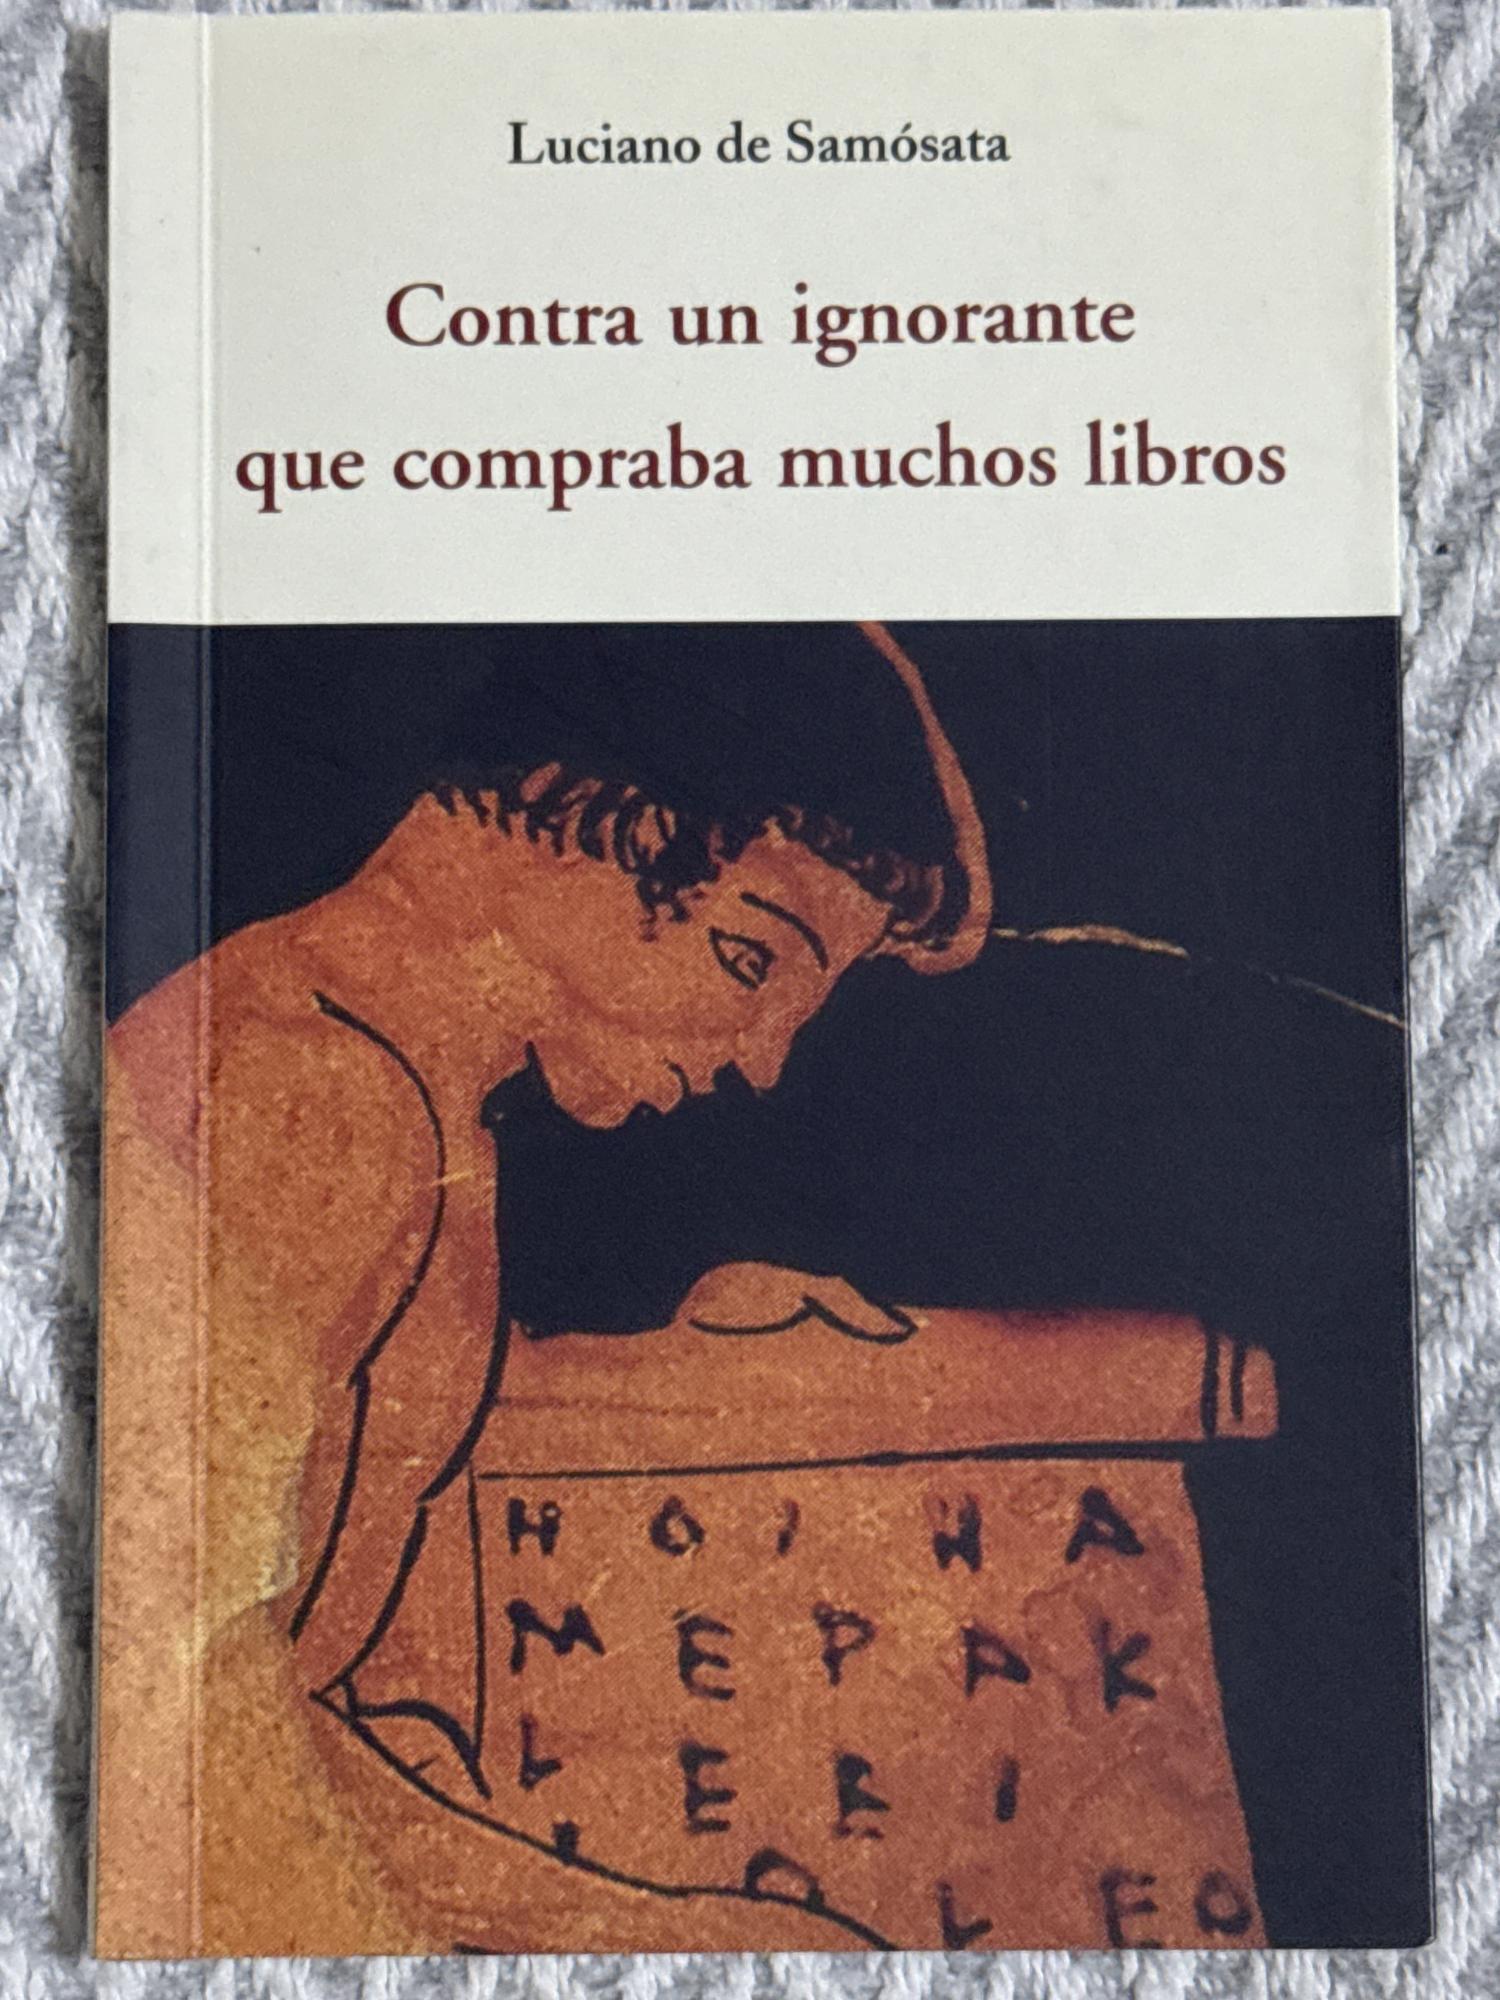 Luciano de Samósata
Contra un ignorante
que compraba muchos libros
H O I H A
M E P A K
L E E I
L E O